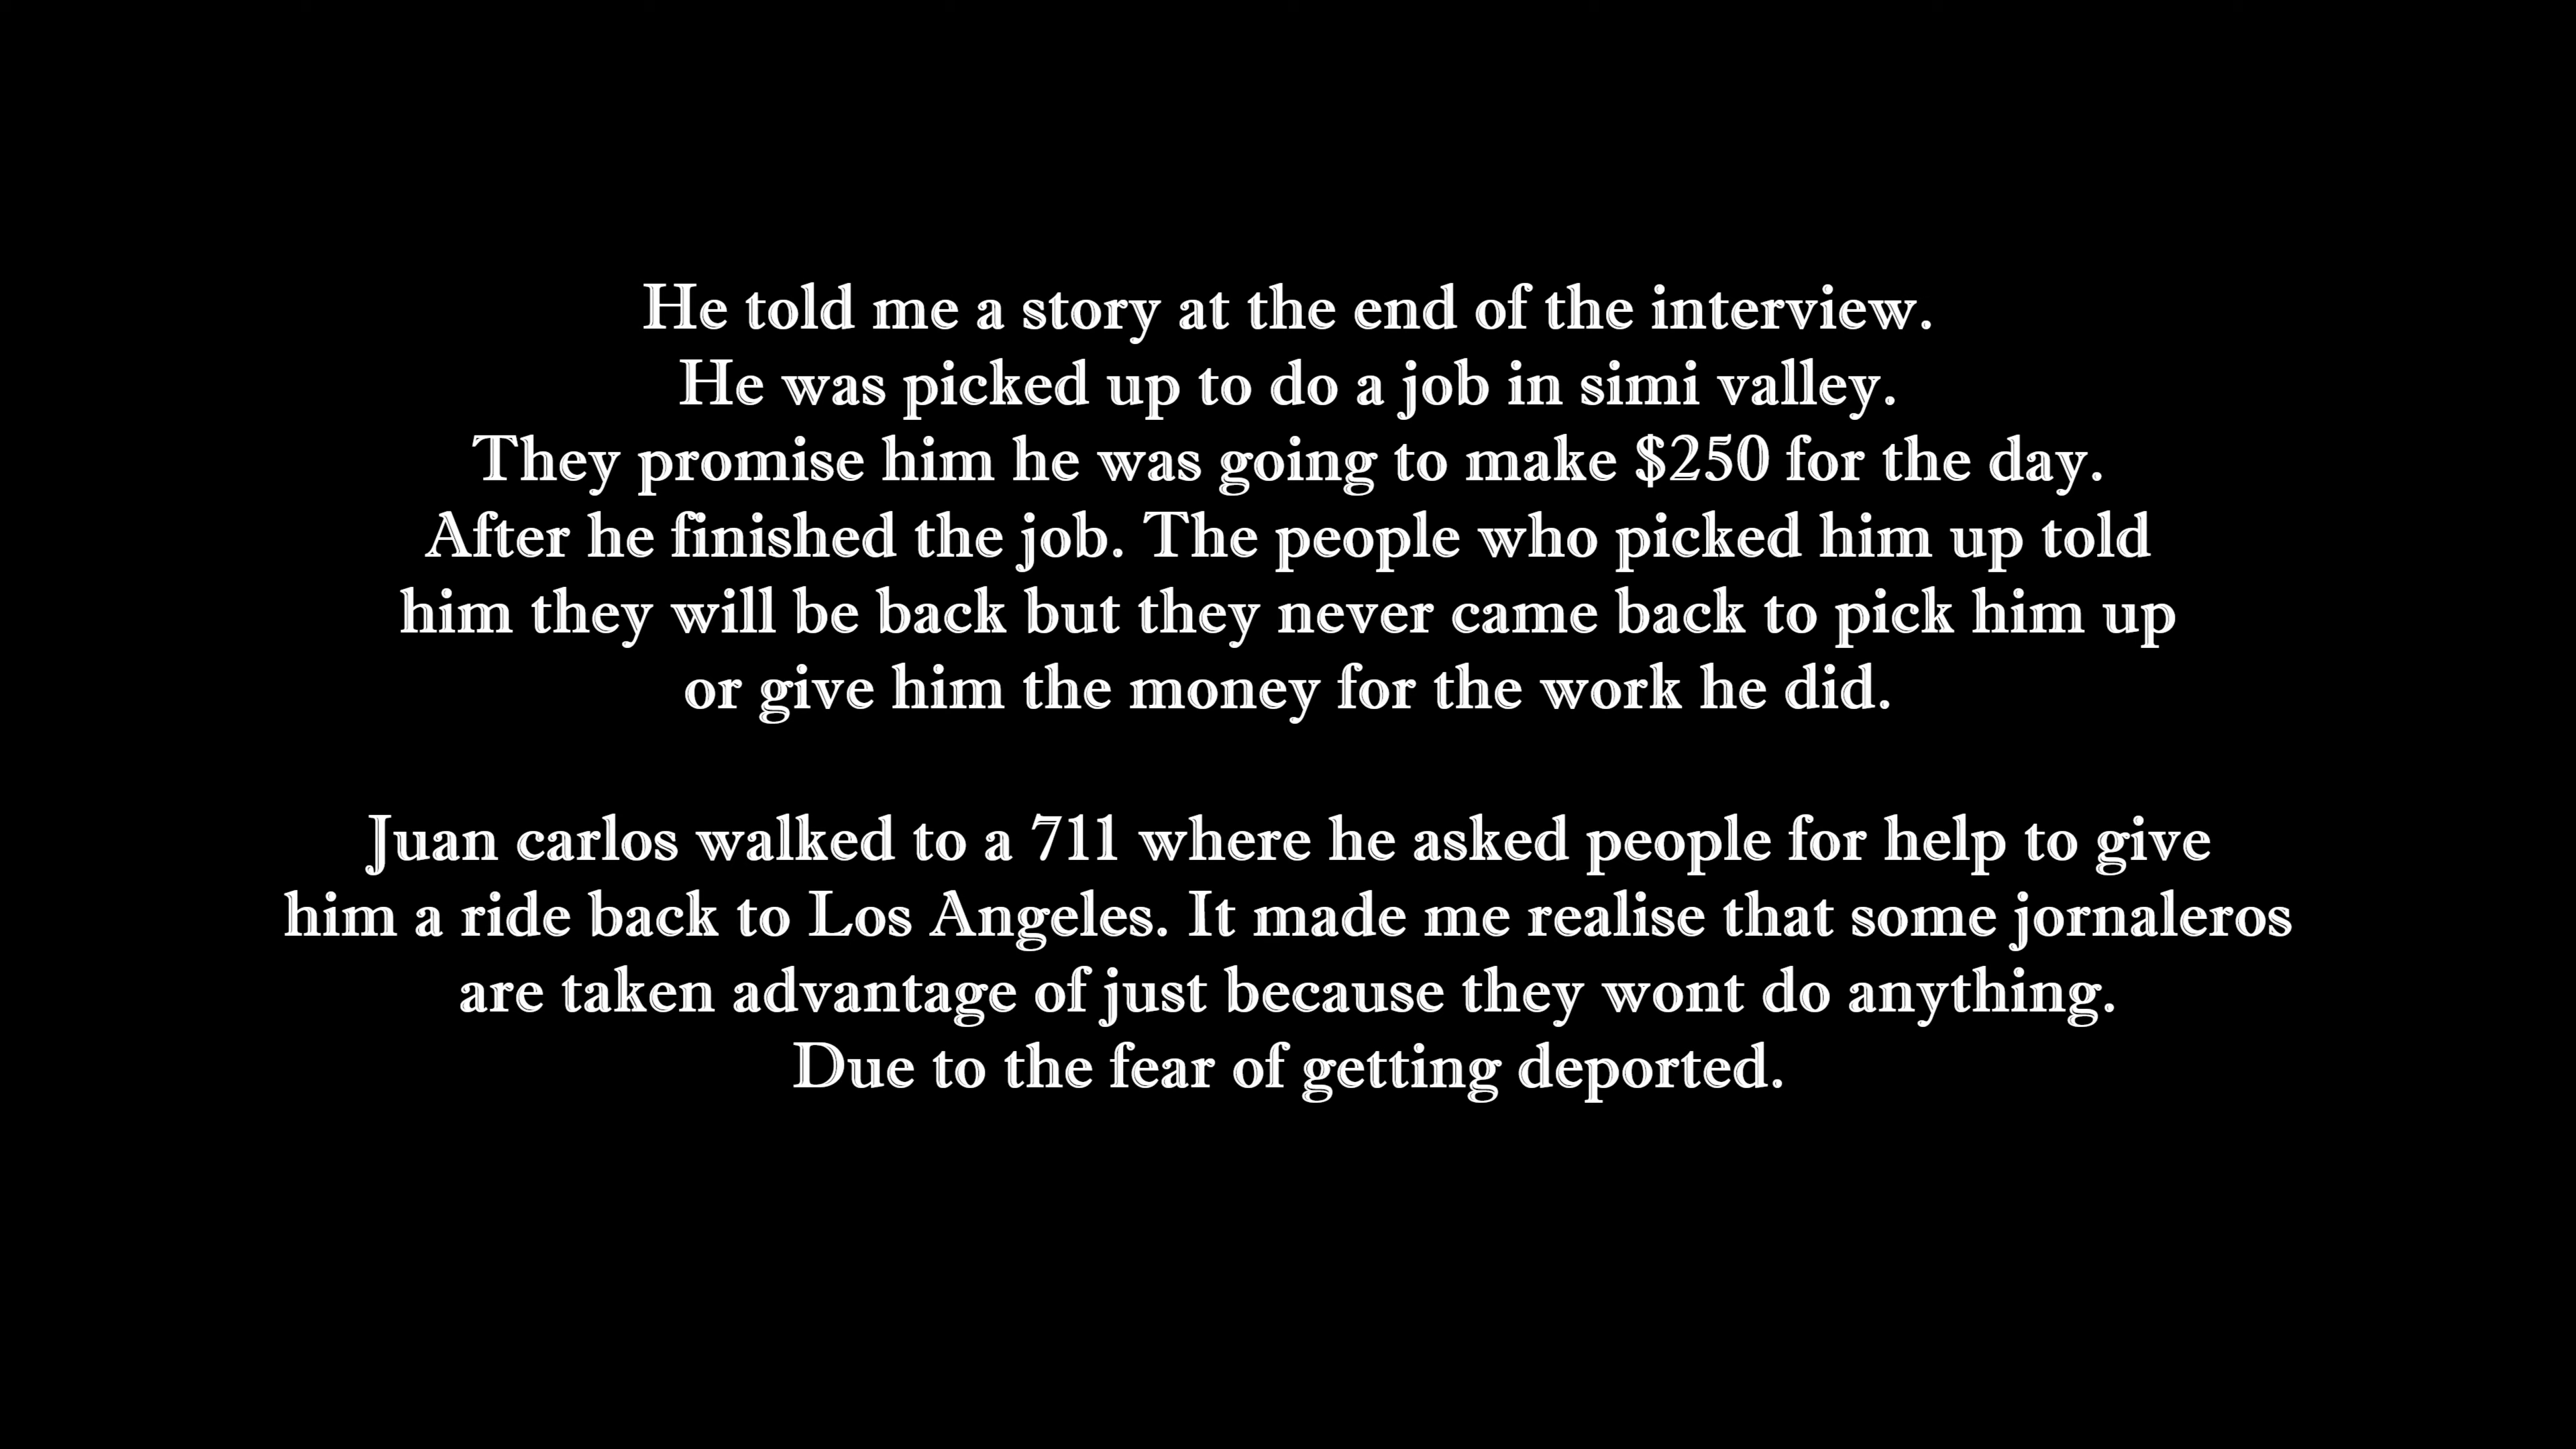 He told me a story at the end of the interview.
He was picked up to do a job in simi valley.
They promise him he was going to make $250 for the day.
After he finished the job. The people who picked him up told
him they will be back but they never came back to pick him up
or give him the money for the work he did.
Juan carlos walked to a 711 where he asked people for help to give
him a ride back to Los Angeles. It made me realise that some jornaleros
are taken advantage of just because they wont do anything.
Due to the fear of getting deported.